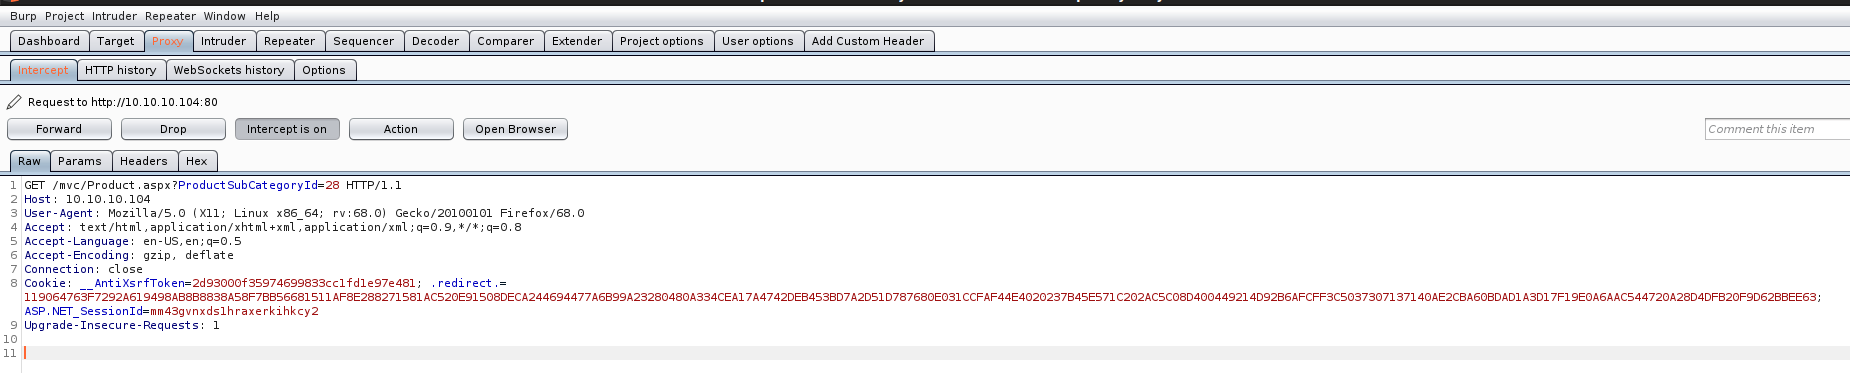 Burp Project Intruder Repeater Window Help
Dashboard Target Proxy Intruder Repeater Sequencer Decoder Comparer Extender Project options User options Add Custom Header
Intercept HTTP history WebSockets history Options
Request to http://10.10.10.104:80
Forward Drop Intercept is on Action Open Browser Comment this item
Raw Params Headers Hex
1 GET /mvc/Product.aspx?ProductSubCategoryId=28 HTTP/1.1
2 Host: 10.10.10.104
3 User-Agent: Mozilla/5.0 (X11; Linux x86_64; rv:68.0) Gecko/20100101 Firefox/68.0
4 Accept: text/html,application/xhtml+xml,application/xml;q=0.9,*/*;q=0.8
5 Accept-Language: en-US,en;q=0.5
6 Accept-Encoding: gzip, deflate
7 Connection: close
8 Cookie: __AntiXsrfToken=2d93000f35974699833cc1fd1e97e481; .redirect.=
119064763F7292A619498AB8B8838A58F7BB56681511AF8E288271581AC520E91508DECA244694477A6B99A23280480A334CEA17A4742DEB453BD7A2D51D787680E031CCFAF44E4020237B45E571C202AC5C08D400449214D92B6AFCFF3C5037307137140AE2CBA60BDAD1A3D17F19E0A6AAC544720A28D4DFB20F9D62BBEE63;
ASP.NET_SessionId=mm43gvnxds1hraxerkihkcy2
9 Upgrade-Insecure-Requests: 1
10
11